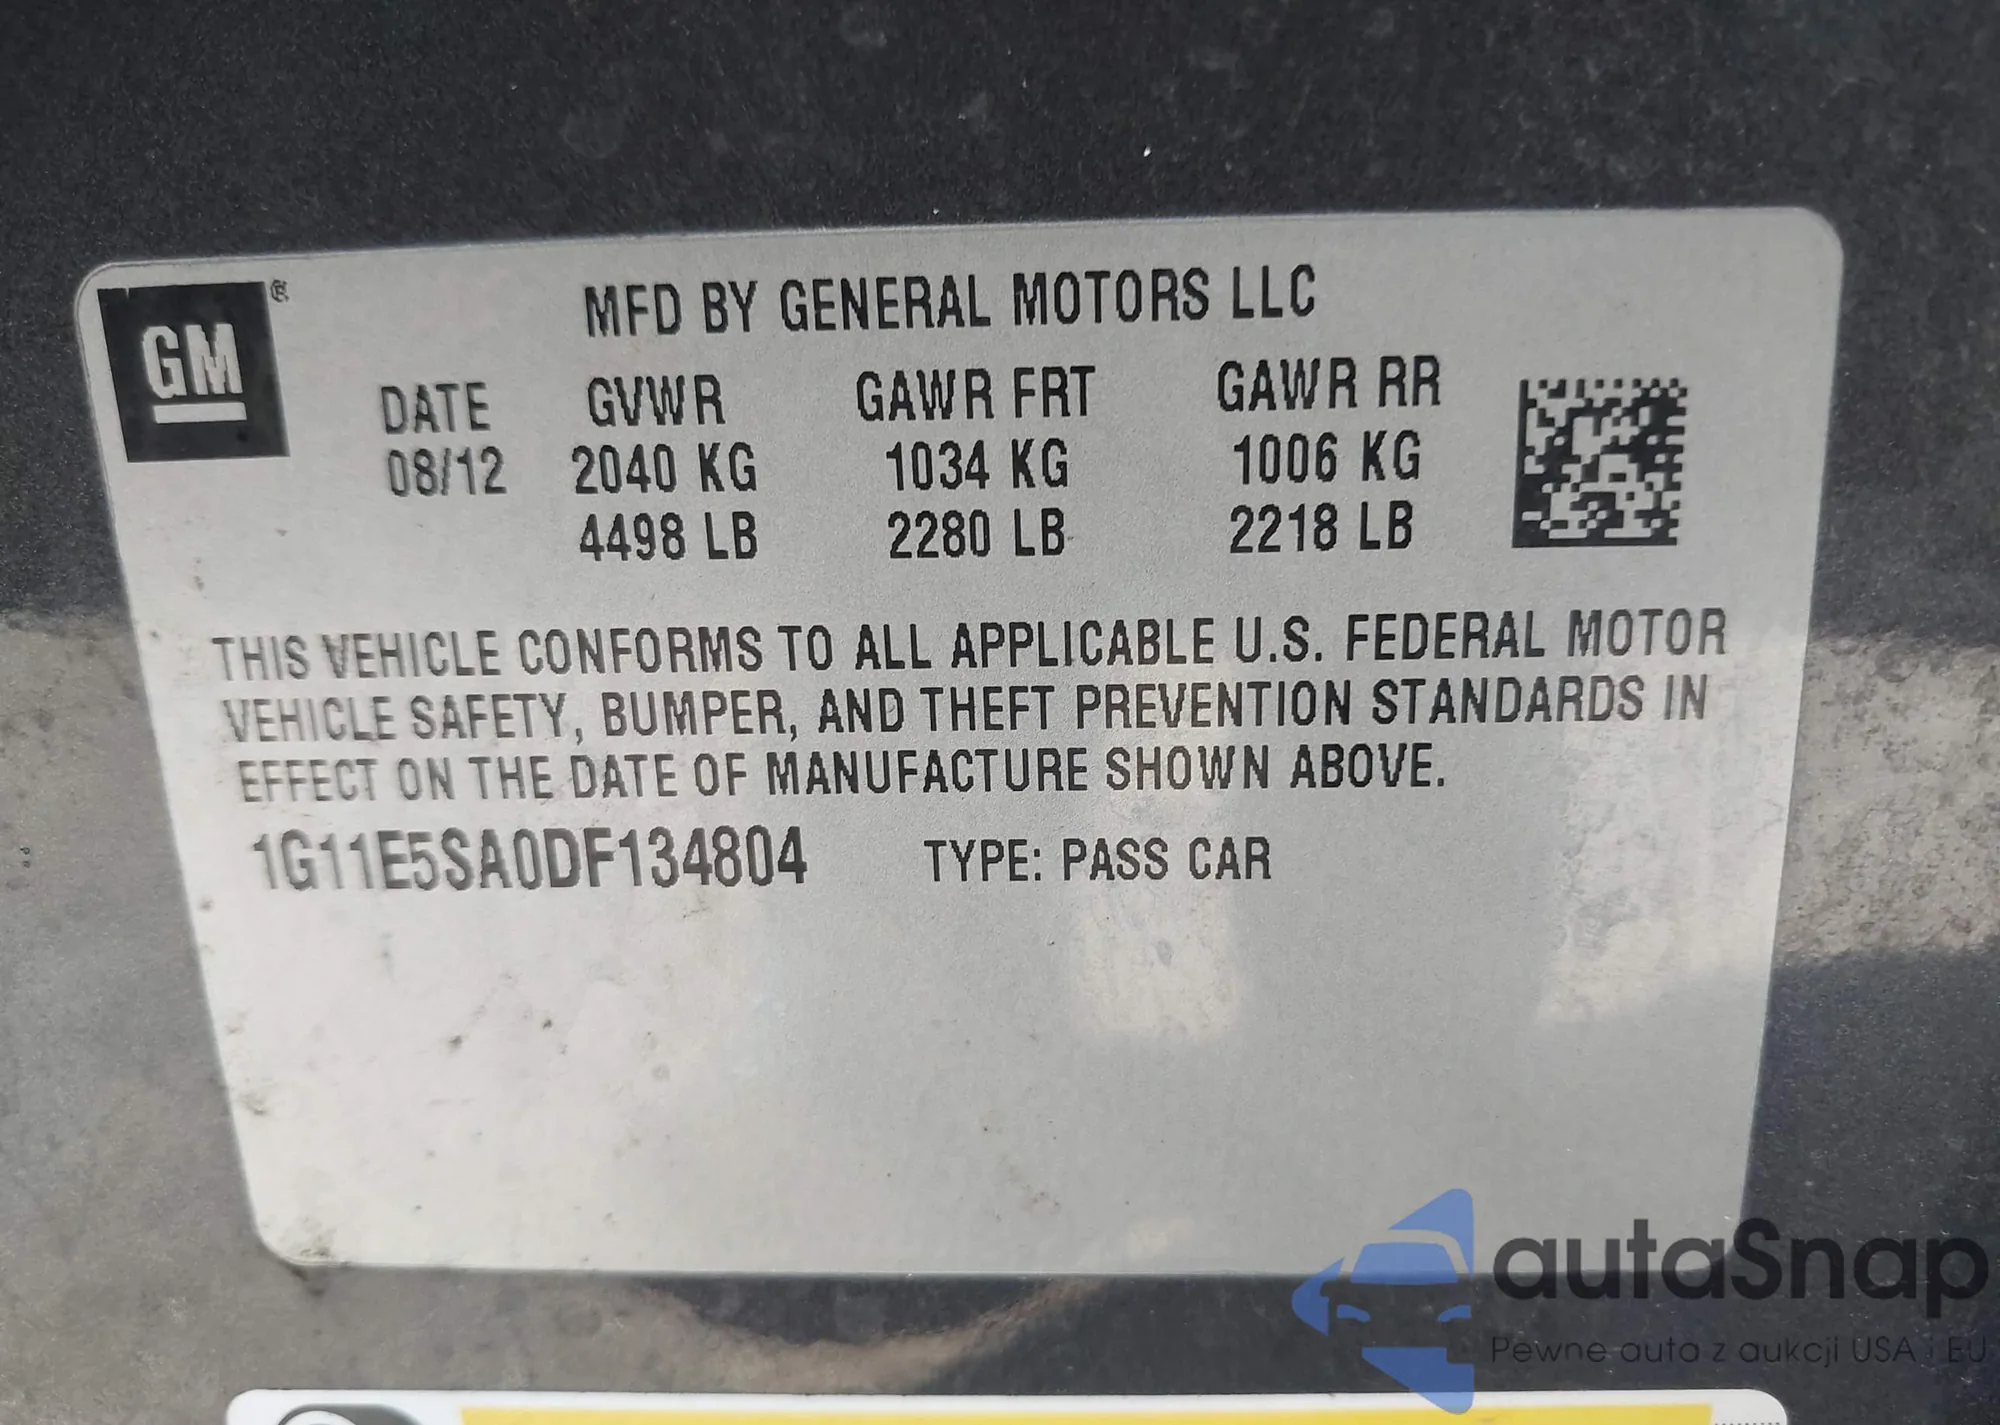 GM ®
MFD BY GENERAL MOTORS LLC
DATE GVWR GAWR FRT GAWR RR
08/12 2040 KG 1034 KG 1006 KG
4498 LB 2280 LB 2218 LB
THIS VEHICLE CONFORMS TO ALL APPLICABLE U.S. FEDERAL MOTOR
VEHICLE SAFETY, BUMPER, AND THEFT PREVENTION STANDARDS IN
EFFECT ON THE DATE OF MANUFACTURE SHOWN ABOVE.
1G11E5SA0DF134804 TYPE: PASS CAR
autaSnap
Pewne auta z aukcji USA i EU